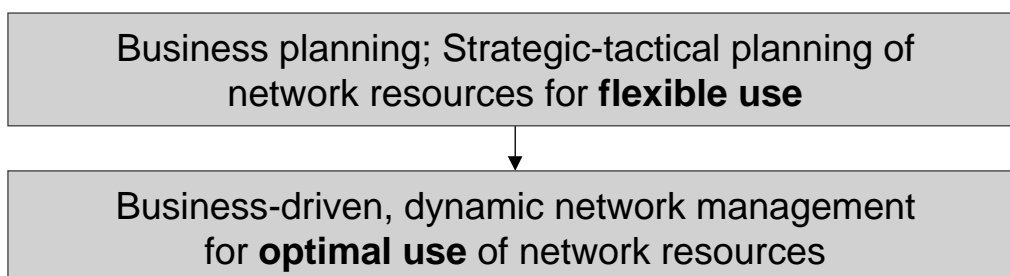 Business planning; Strategic-tactical planning of
network resources for flexible use
Business-driven, dynamic network management
for optimal use of network resources